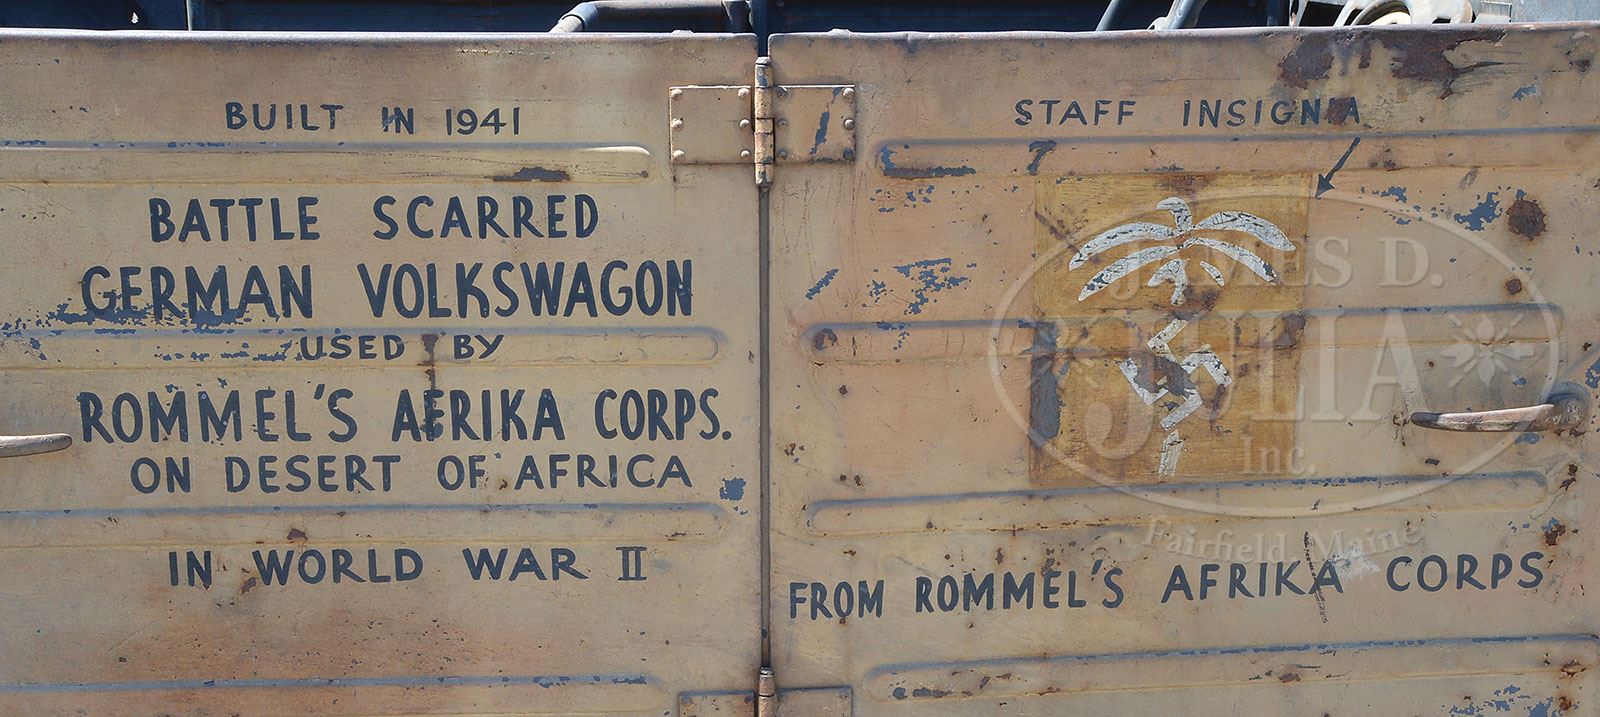 BUILT IN 1941
BATTLE SCARRED
GERMAN VOLKSWAGON
USED BY
ROMMEL'S AFRIKA CORPS.
ON DESERT OF AFRICA
IN WORLD WAR II
STAFF INSIGNIA
FROM ROMMEL'S AFRIKA CORPS
JAMES D.
JULIA
Inc.
Fairfield, Maine